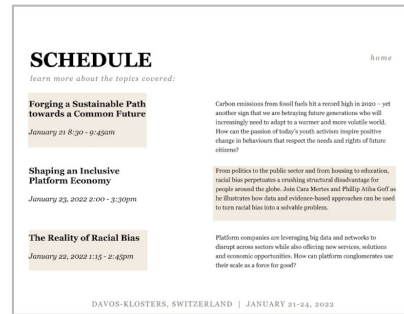 SCHEDULE
home
learn more about the topics covered:
Forging a Sustainable Path
towards a Common Future
January 21 8:30 - 9:45am
Carbon emissions from fossil fuels hit a record high in 2020 – yet
another sign that we are betraying future generations who will
increasingly need to adapt to a warmer and more volatile world.
How can the passion of today's youth activism inspire positive
change in behaviours that respect the needs and rights of future
citizens?
Shaping an Inclusive
Platform Economy
January 23, 2022 2:00 - 3:30pm
From politics to the public sector and from housing to education,
racial bias perpetuates a crushing structural disadvantage for
people around the globe. Join Cara Mertes and Phillip Atiba Goff as
he illustrates how data and evidence-based approaches can be used
to turn racial bias into a solvable problem.
The Reality of Racial Bias
January 22, 2022 1:15 - 2:45pm
Platform companies are leveraging big data and networks to
disrupt across sectors while also offering new services, solutions
and economic opportunities. How can platform conglomerates use
their scale as a force for good?
DAVOS-KLOSTERS, SWITZERLAND | JANUARY 21-24, 2022